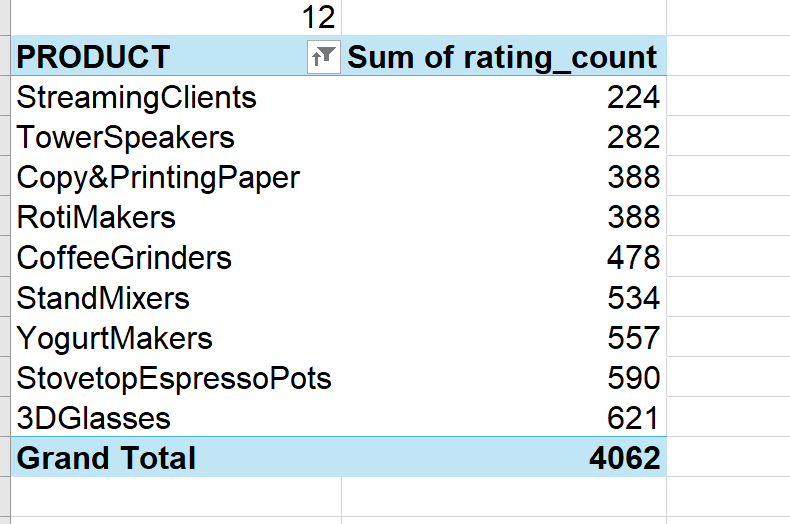 12
PRODUCT Sum of rating_count
StreamingClients 224
TowerSpeakers 282
Copy&PrintingPaper 388
RotiMakers 388
CoffeeGrinders 478
StandMixers 534
YogurtMakers 557
StovetopEspressoPots 590
3DGlasses 621
Grand Total 4062